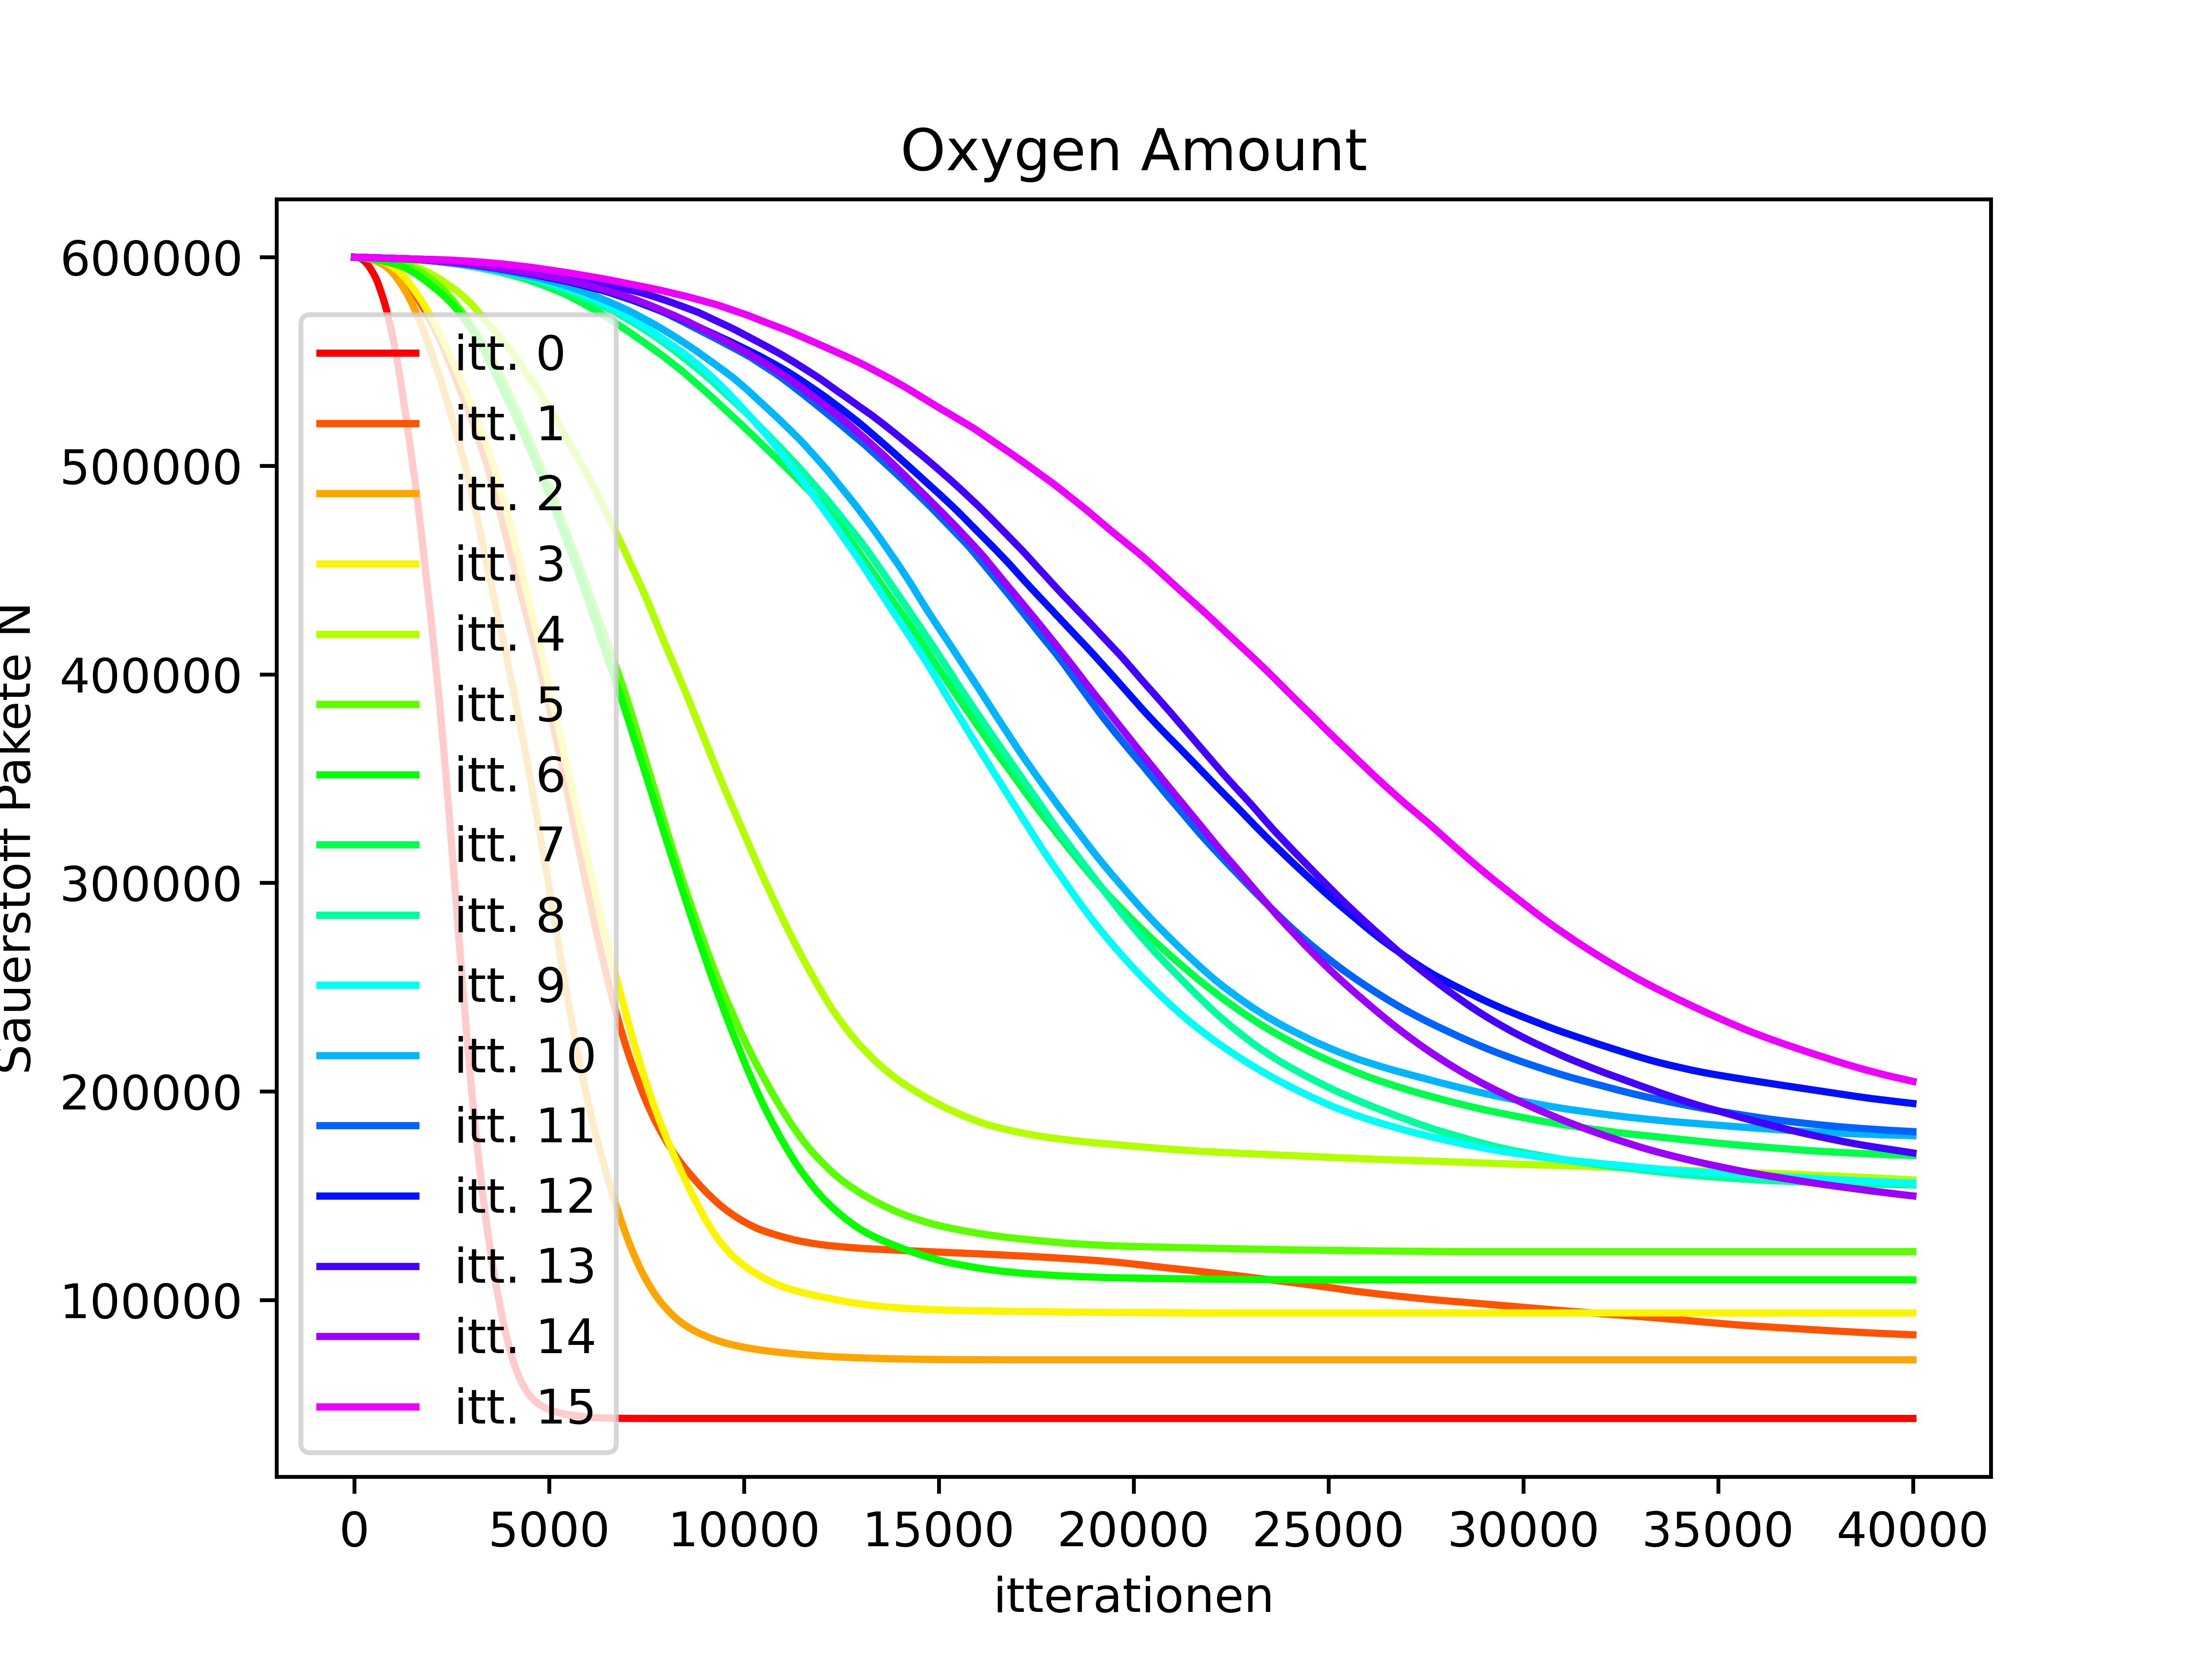 Oxygen Amount
Sauerstoff Pakete N
600000
500000
400000
300000
200000
100000
itt. 0
itt. 1
itt. 2
itt. 3
itt. 4
itt. 5
itt. 6
itt. 7
itt. 8
itt. 9
itt. 10
itt. 11
itt. 12
itt. 13
itt. 14
itt. 15
0 5000 10000 15000 20000 25000 30000 35000 40000
itterationen